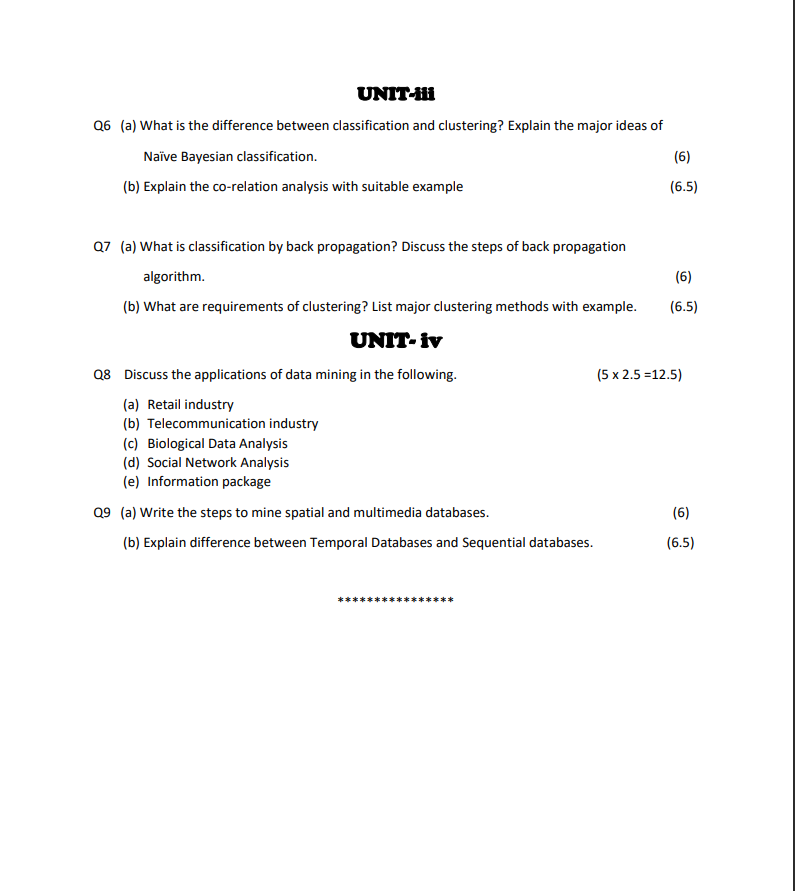 UNIT-iii
Q6 (a) What is the difference between classification and clustering? Explain the major ideas of
Naïve Bayesian classification. (6)
(b) Explain the co-relation analysis with suitable example (6.5)
Q7 (a) What is classification by back propagation? Discuss the steps of back propagation
algorithm. (6)
(b) What are requirements of clustering? List major clustering methods with example. (6.5)
UNIT- iv
Q8 Discuss the applications of data mining in the following. (5 x 2.5 =12.5)
(a) Retail industry
(b) Telecommunication industry
(c) Biological Data Analysis
(d) Social Network Analysis
(e) Information package
Q9 (a) Write the steps to mine spatial and multimedia databases. (6)
(b) Explain difference between Temporal Databases and Sequential databases. (6.5)
****************